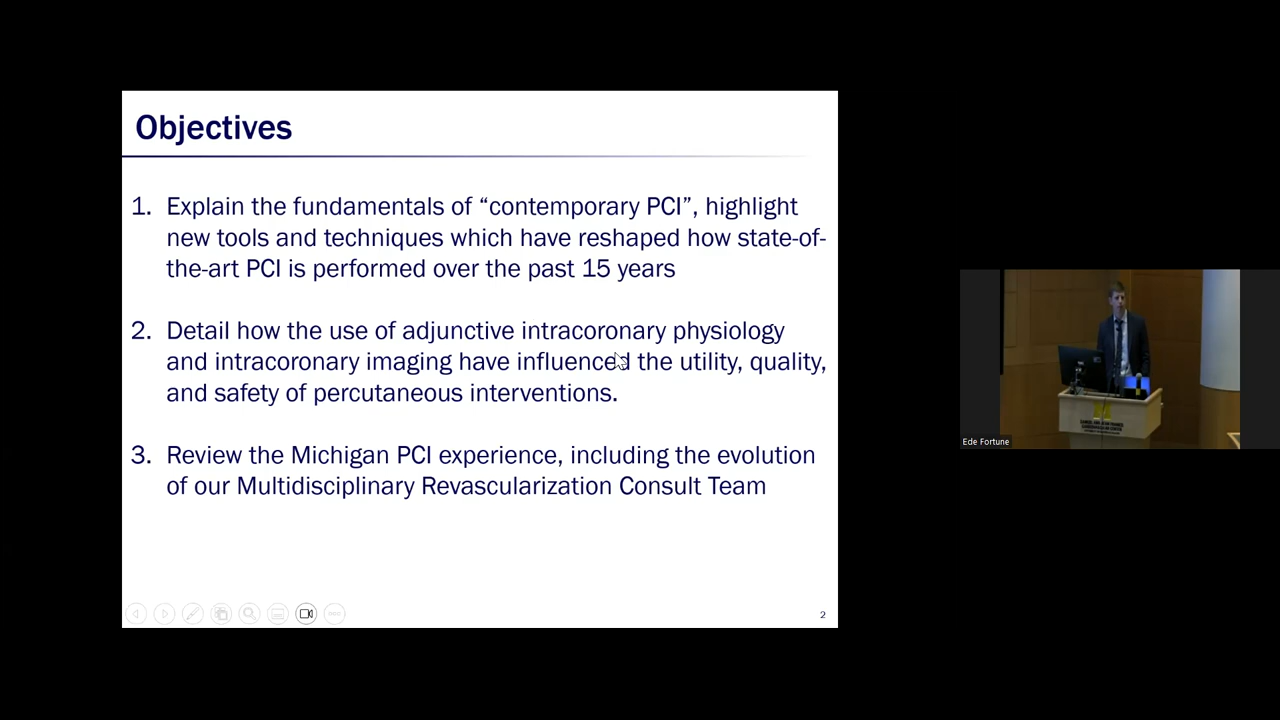 Objectives
1. Explain the fundamentals of “contemporary PCI”, highlight
new tools and techniques which have reshaped how state-of-
the-art PCI is performed over the past 15 years
2. Detail how the use of adjunctive intracoronary physiology
and intracoronary imaging have influenced the utility, quality,
and safety of percutaneous interventions.
3. Review the Michigan PCI experience, including the evolution
of our Multidisciplinary Revascularization Consult Team
2
Ede Fortune